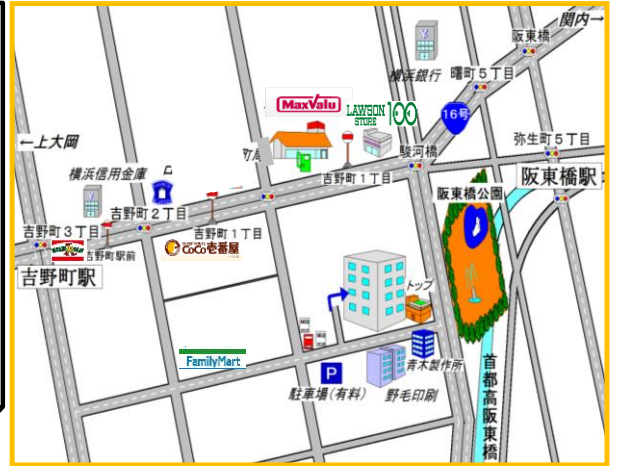 関内→
阪東橋
横浜銀行
曙町5丁目
MaxValu
LAWSON
STORE 100
16号
←上大岡
弥生町5丁目
駿河橋
横浜信用金庫
吉野町1丁目
阪東橋駅
阪東橋公園
吉野町2丁目
吉野町3丁目
吉野町1丁目
吉野町駅前
CoCo壱番屋
吉野町駅
トップ
FamilyMart
青木製作所
P
駐車場(有料)
野毛印刷
首都高阪東橋